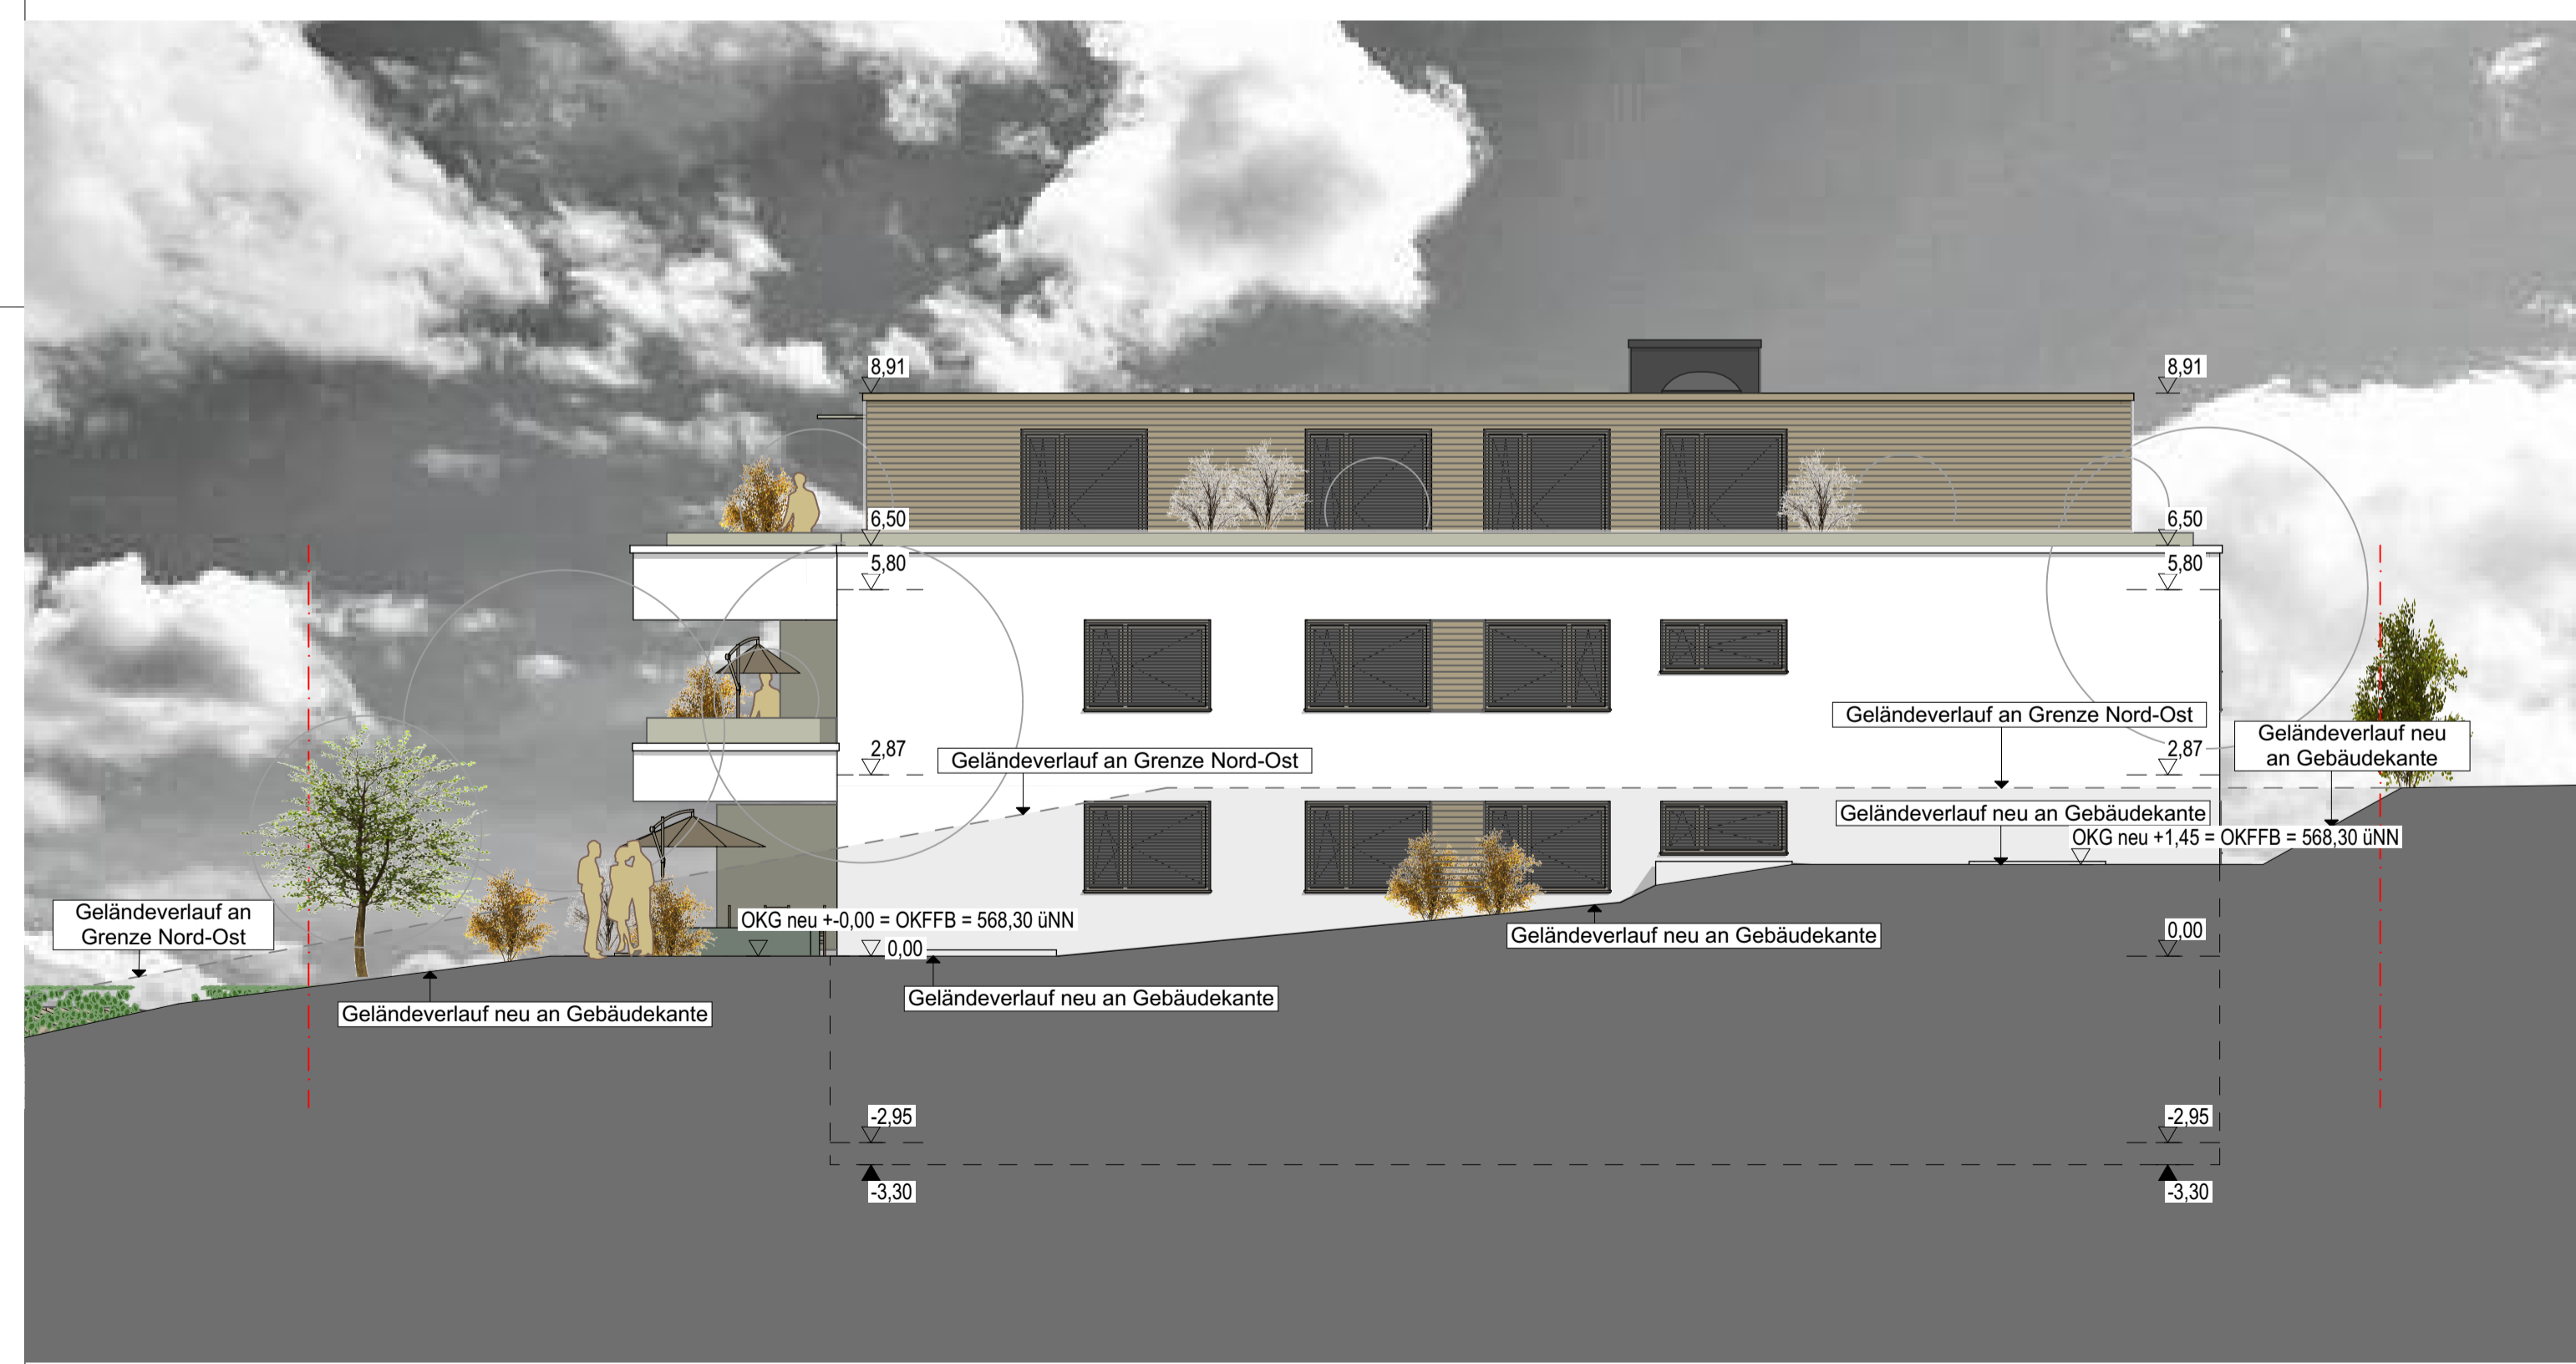 8,91
8,91
6,50
6,50
5,80
5,80
Geländeverlauf an Grenze Nord-Ost
Geländeverlauf neu
an Gebäudekante
2,87
2,87
Geländeverlauf an Grenze Nord-Ost
Geländeverlauf neu an Gebäudekante
OKG neu +1,45 = OKFFB = 568,30 üNN
Geländeverlauf an
Grenze Nord-Ost
OKG neu +-0,00 = OKFFB = 568,30 üNN
0,00
Geländeverlauf neu an Gebäudekante
0,00
Geländeverlauf neu an Gebäudekante
Geländeverlauf neu an Gebäudekante
-2,95
-2,95
-3,30
-3,30